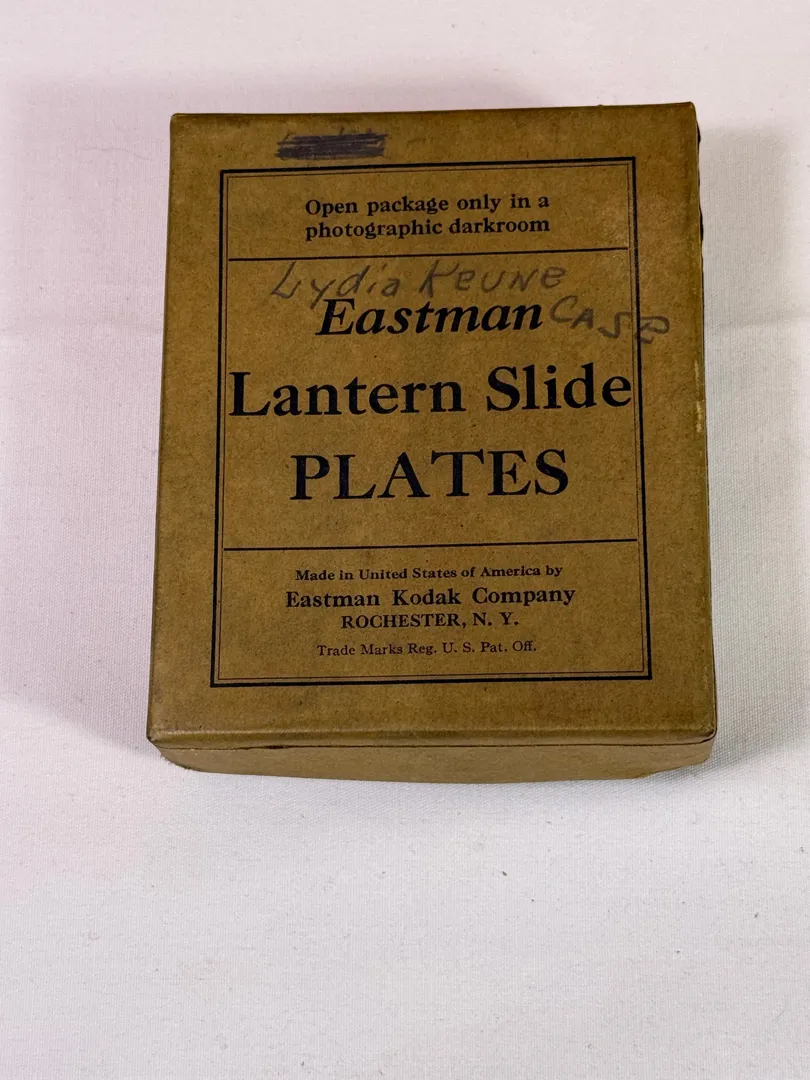 Open package only in a
photographic darkroom
Lydia Keune
Case
Eastman
Lantern Slide
PLATES
Made in United States of America by
Eastman Kodak Company
ROCHESTER, N. Y.
Trade Marks Reg. U. S. Pat. Off.